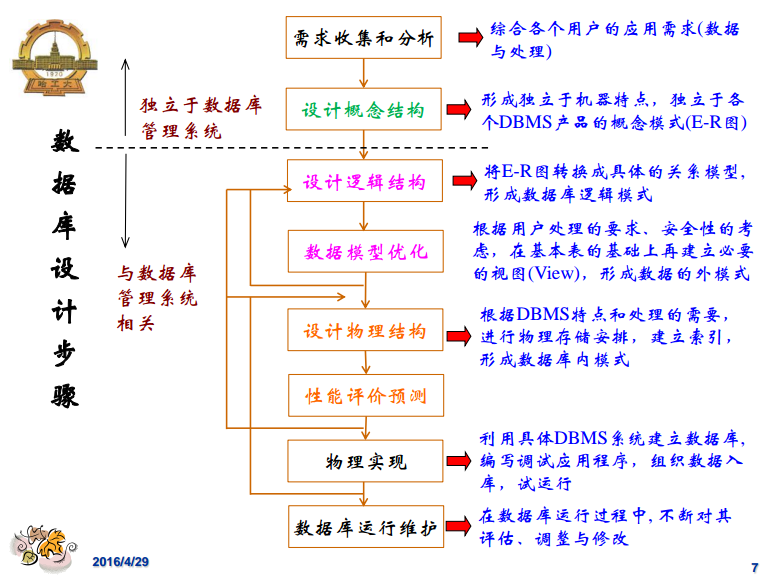 1920
哈工大
数据库设计步骤
独立于数据库
管理系统
与数据库
管理系统
相关
需求收集和分析
综合各个用户的应用需求(数据
与处理)
设计概念结构
形成独立于机器特点，独立于各
个DBMS产品的概念模式(E-R图)
设计逻辑结构
将E-R图转换成具体的关系模型,
形成数据库逻辑模式
数据模型优化
根据用户处理的要求、安全性的考
虑，在基本表的基础上再建立必要
的视图(View)，形成数据的外模式
设计物理结构
根据DBMS特点和处理的需要，
进行物理存储安排，建立索引，
形成数据库内模式
性能评价预测
物理实现
利用具体DBMS系统建立数据库,
编写调试应用程序，组织数据入
库，试运行
数据库运行维护
在数据库运行过程中,不断对其
评估、调整与修改
2016/4/29
7